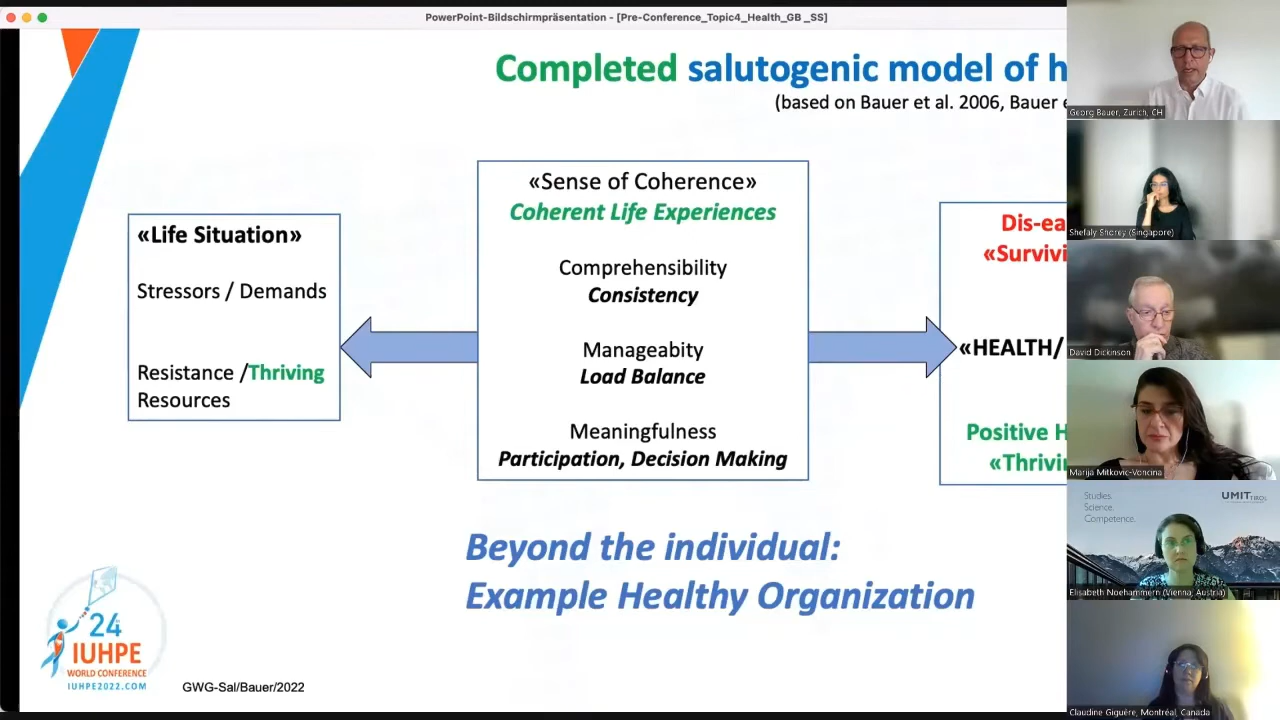 PowerPoint-Bildschirmpräsentation - [Pre-Conference_Topic4_Health_GB _SS]
Completed salutogenic model of h
(based on Bauer et al. 2006, Bauer e
«Life Situation»
Stressors / Demands
Resistance /Thriving
Resources
«Sense of Coherence»
Coherent Life Experiences
Comprehensibility
Consistency
Manageabity
Load Balance
Meaningfulness
Participation, Decision Making
Dis-ea
«Survivi
«HEALTH/
Positive H
«Thrivin
Beyond the individual:
Example Healthy Organization
24
IUHPE
WORLD CONFERENCE
IUHPE2022.COM
GWG-Sal/Bauer/2022
Georg Bauer, Zurich, CH
Shefaly Shorey (Singapore)
David Dickinson
Marija Mitkovic-Voncina
Studies.
Science.
Competence.
UMIT TIROL
Elisabeth Noehammern (Vienna, Austria)
Claudine Giguère, Montréal, Canada